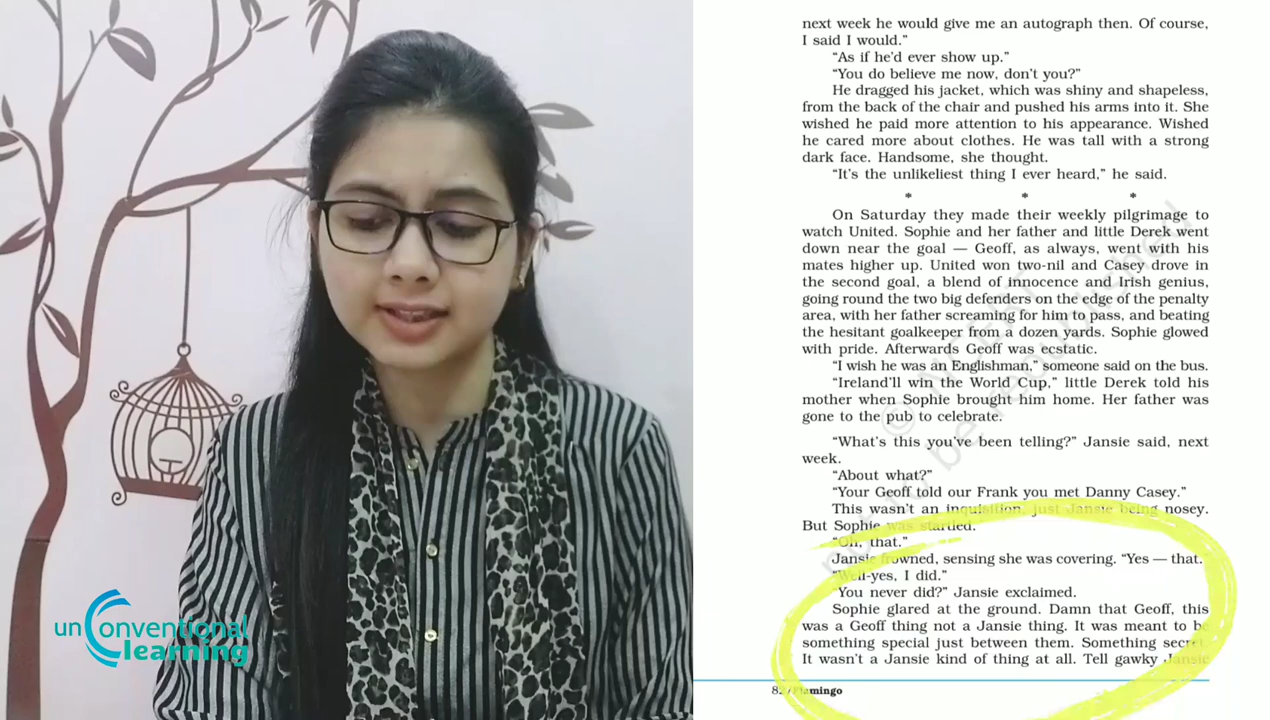 next week he would give me an autograph then. Of course,
I said I would.”
“As if he’d ever show up.”
“You do believe me now, don’t you?”
He dragged his jacket, which was shiny and shapeless,
from the back of the chair and pushed his arms into it. She
wished he paid more attention to his appearance. Wished
he cared more about clothes. He was tall with a strong
dark face. Handsome, she thought.
“It’s the unlikeliest thing I ever heard,” he said.
* * *
On Saturday they made their weekly pilgrimage to
watch United. Sophie and her father and little Derek went
down near the goal — Geoff, as always, went with his
mates higher up. United won two-nil and Casey drove in
the second goal, a blend of innocence and Irish genius,
going round the two big defenders on the edge of the penalty
area, with her father screaming for him to pass, and beating
the hesitant goalkeeper from a dozen yards. Sophie glowed
with pride. Afterwards Geoff was ecstatic.
“I wish he was an Englishman,” someone said on the bus.
“Ireland’ll win the World Cup,” little Derek told his
mother when Sophie brought him home. Her father was
gone to the pub to celebrate.
“What’s this you’ve been telling?” Jansie said, next
week.
“About what?”
“Your Geoff told our Frank you met Danny Casey.”
This wasn’t an inquisition, just Jansie being nosey.
But Sophie was startled.
“Oh, that.”
Jansie frowned, sensing she was covering. “Yes — that.”
“Well-yes, I did.”
“You never did?” Jansie exclaimed.
Sophie glared at the ground. Damn that Geoff, this
was a Geoff thing not a Jansie thing. It was meant to be
something special just between them. Something secret.
It wasn’t a Jansie kind of thing at all. Tell gawky Jansie
82/Flamingo
unConventional
learning